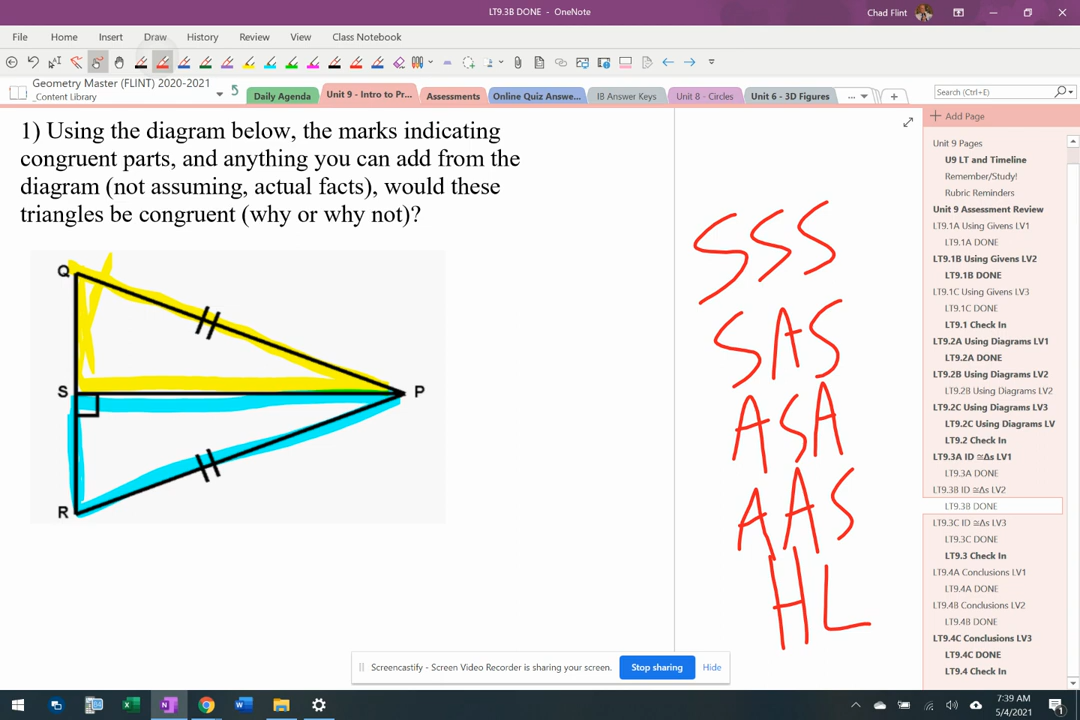 LT9.3B DONE - OneNote
Chad Flint
File Home Insert Draw History Review View Class Notebook
Geometry Master (FLINT) 2020-2021
_Content Library
Daily Agenda Unit 9 - Intro to Pr... Assessments Online Quiz Answe... IB Answer Keys Unit 8 - Circles Unit 6 - 3D Figures ...
Search (Ctrl+E)
Add Page
1) Using the diagram below, the marks indicating
congruent parts, and anything you can add from the
diagram (not assuming, actual facts), would these
triangles be congruent (why or why not)?
Q
S
P
R
SSS
SAS
ASA
AAS
HL
Unit 9 Pages
U9 LT and Timeline
Remember/Study!
Rubric Reminders
Unit 9 Assessment Review
LT9.1A Using Givens LV1
LT9.1A DONE
LT9.1B Using Givens LV2
LT9.1B DONE
LT9.1C Using Givens LV3
LT9.1C DONE
LT9.1 Check In
LT9.2A Using Diagrams LV1
LT9.2A DONE
LT9.2B Using Diagrams LV2
LT9.2B Using Diagrams LV2
LT9.2C Using Diagrams LV3
LT9.2C Using Diagrams LV
LT9.2 Check In
LT9.3A ID ≅Δs LV1
LT9.3A DONE
LT9.3B ID ≅Δs LV2
LT9.3B DONE
LT9.3C ID ≅Δs LV3
LT9.3C DONE
LT9.3 Check In
LT9.4A Conclusions LV1
LT9.4A DONE
LT9.4B Conclusions LV2
LT9.4B DONE
LT9.4C Conclusions LV3
LT9.4C DONE
LT9.4 Check In
Screencastify - Screen Video Recorder is sharing your screen. Stop sharing Hide
7:39 AM
5/4/2021